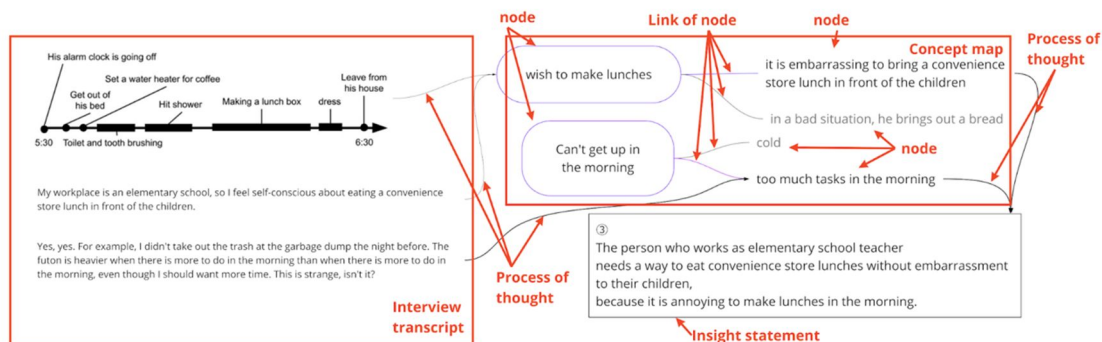 node
Link of node
node
Process of
thought
Concept map
His alarm clock is going off
Set a water heater for coffee
Get out of
his bed
Hit shower
Making a lunch box
dress
Leave from
his house
5:30
Toilet and tooth brushing
6:30
wish to make lunches
it is embarrassing to bring a convenience
store lunch in front of the children
in a bad situation, he brings out a bread
Can't get up in
the morning
cold
node
too much tasks in the morning
My workplace is an elementary school, so I feel self-conscious about eating a convenience
store lunch in front of the children.
Yes, yes. For example, I didn't take out the trash at the garbage dump the night before. The
futon is heavier when there is more to do in the morning than when there is more to do in
the morning, even though I should want more time. This is strange, isn't it?
Interview
transcript
Process of
thought
③
The person who works as elementary school teacher
needs a way to eat convenience store lunches without embarrassment
to their children,
because it is annoying to make lunches in the morning.
Insight statement